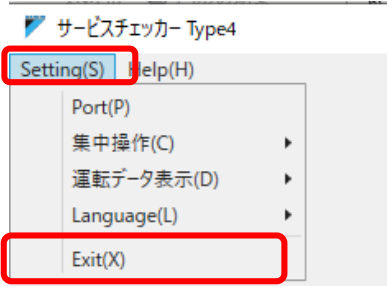 サービスチェッカー Type4
Setting(S) Help(H)
Port(P)
集中操作(C)
運転データ表示(D)
Language(L)
Exit(X)